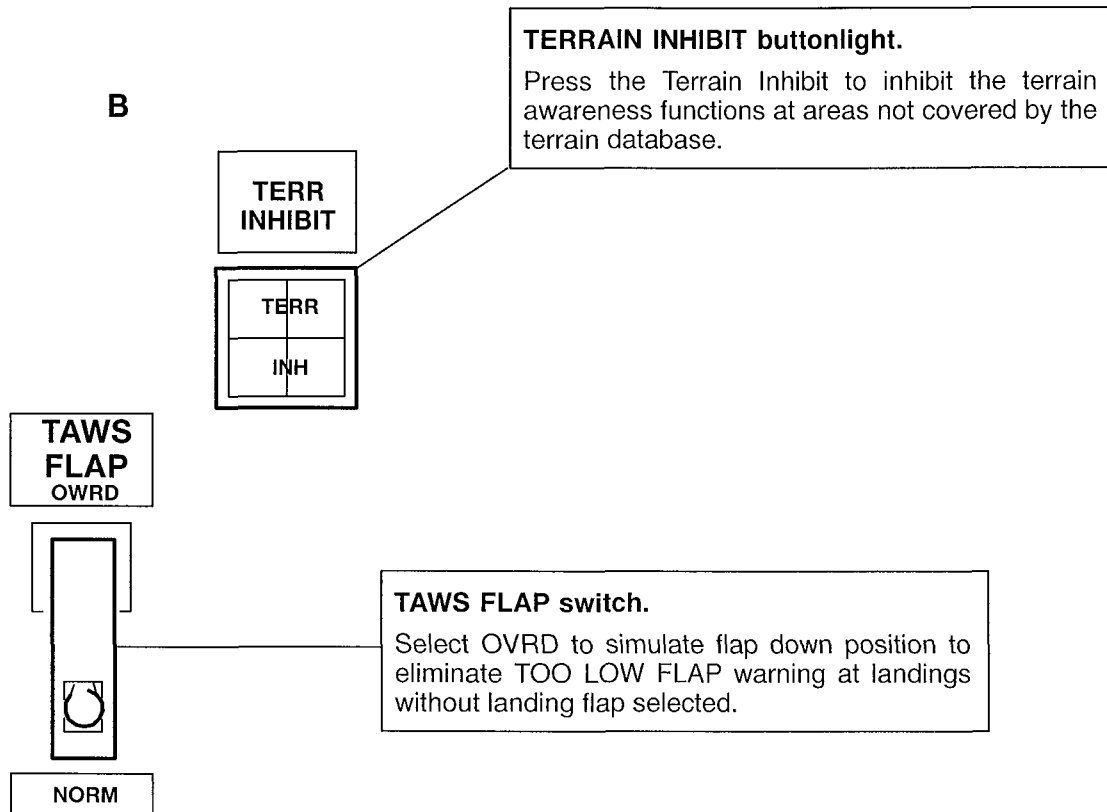 TERRAIN INHIBIT buttonlight.
Press the Terrain Inhibit to inhibit the terrain
awareness functions at areas not covered by the
terrain database.
B
TERR
INHIBIT
TERR
INH
TAWS
FLAP
OWRD
TAWS FLAP switch.
Select OVRD to simulate flap down position to
eliminate TOO LOW FLAP warning at landings
without landing flap selected.
NORM